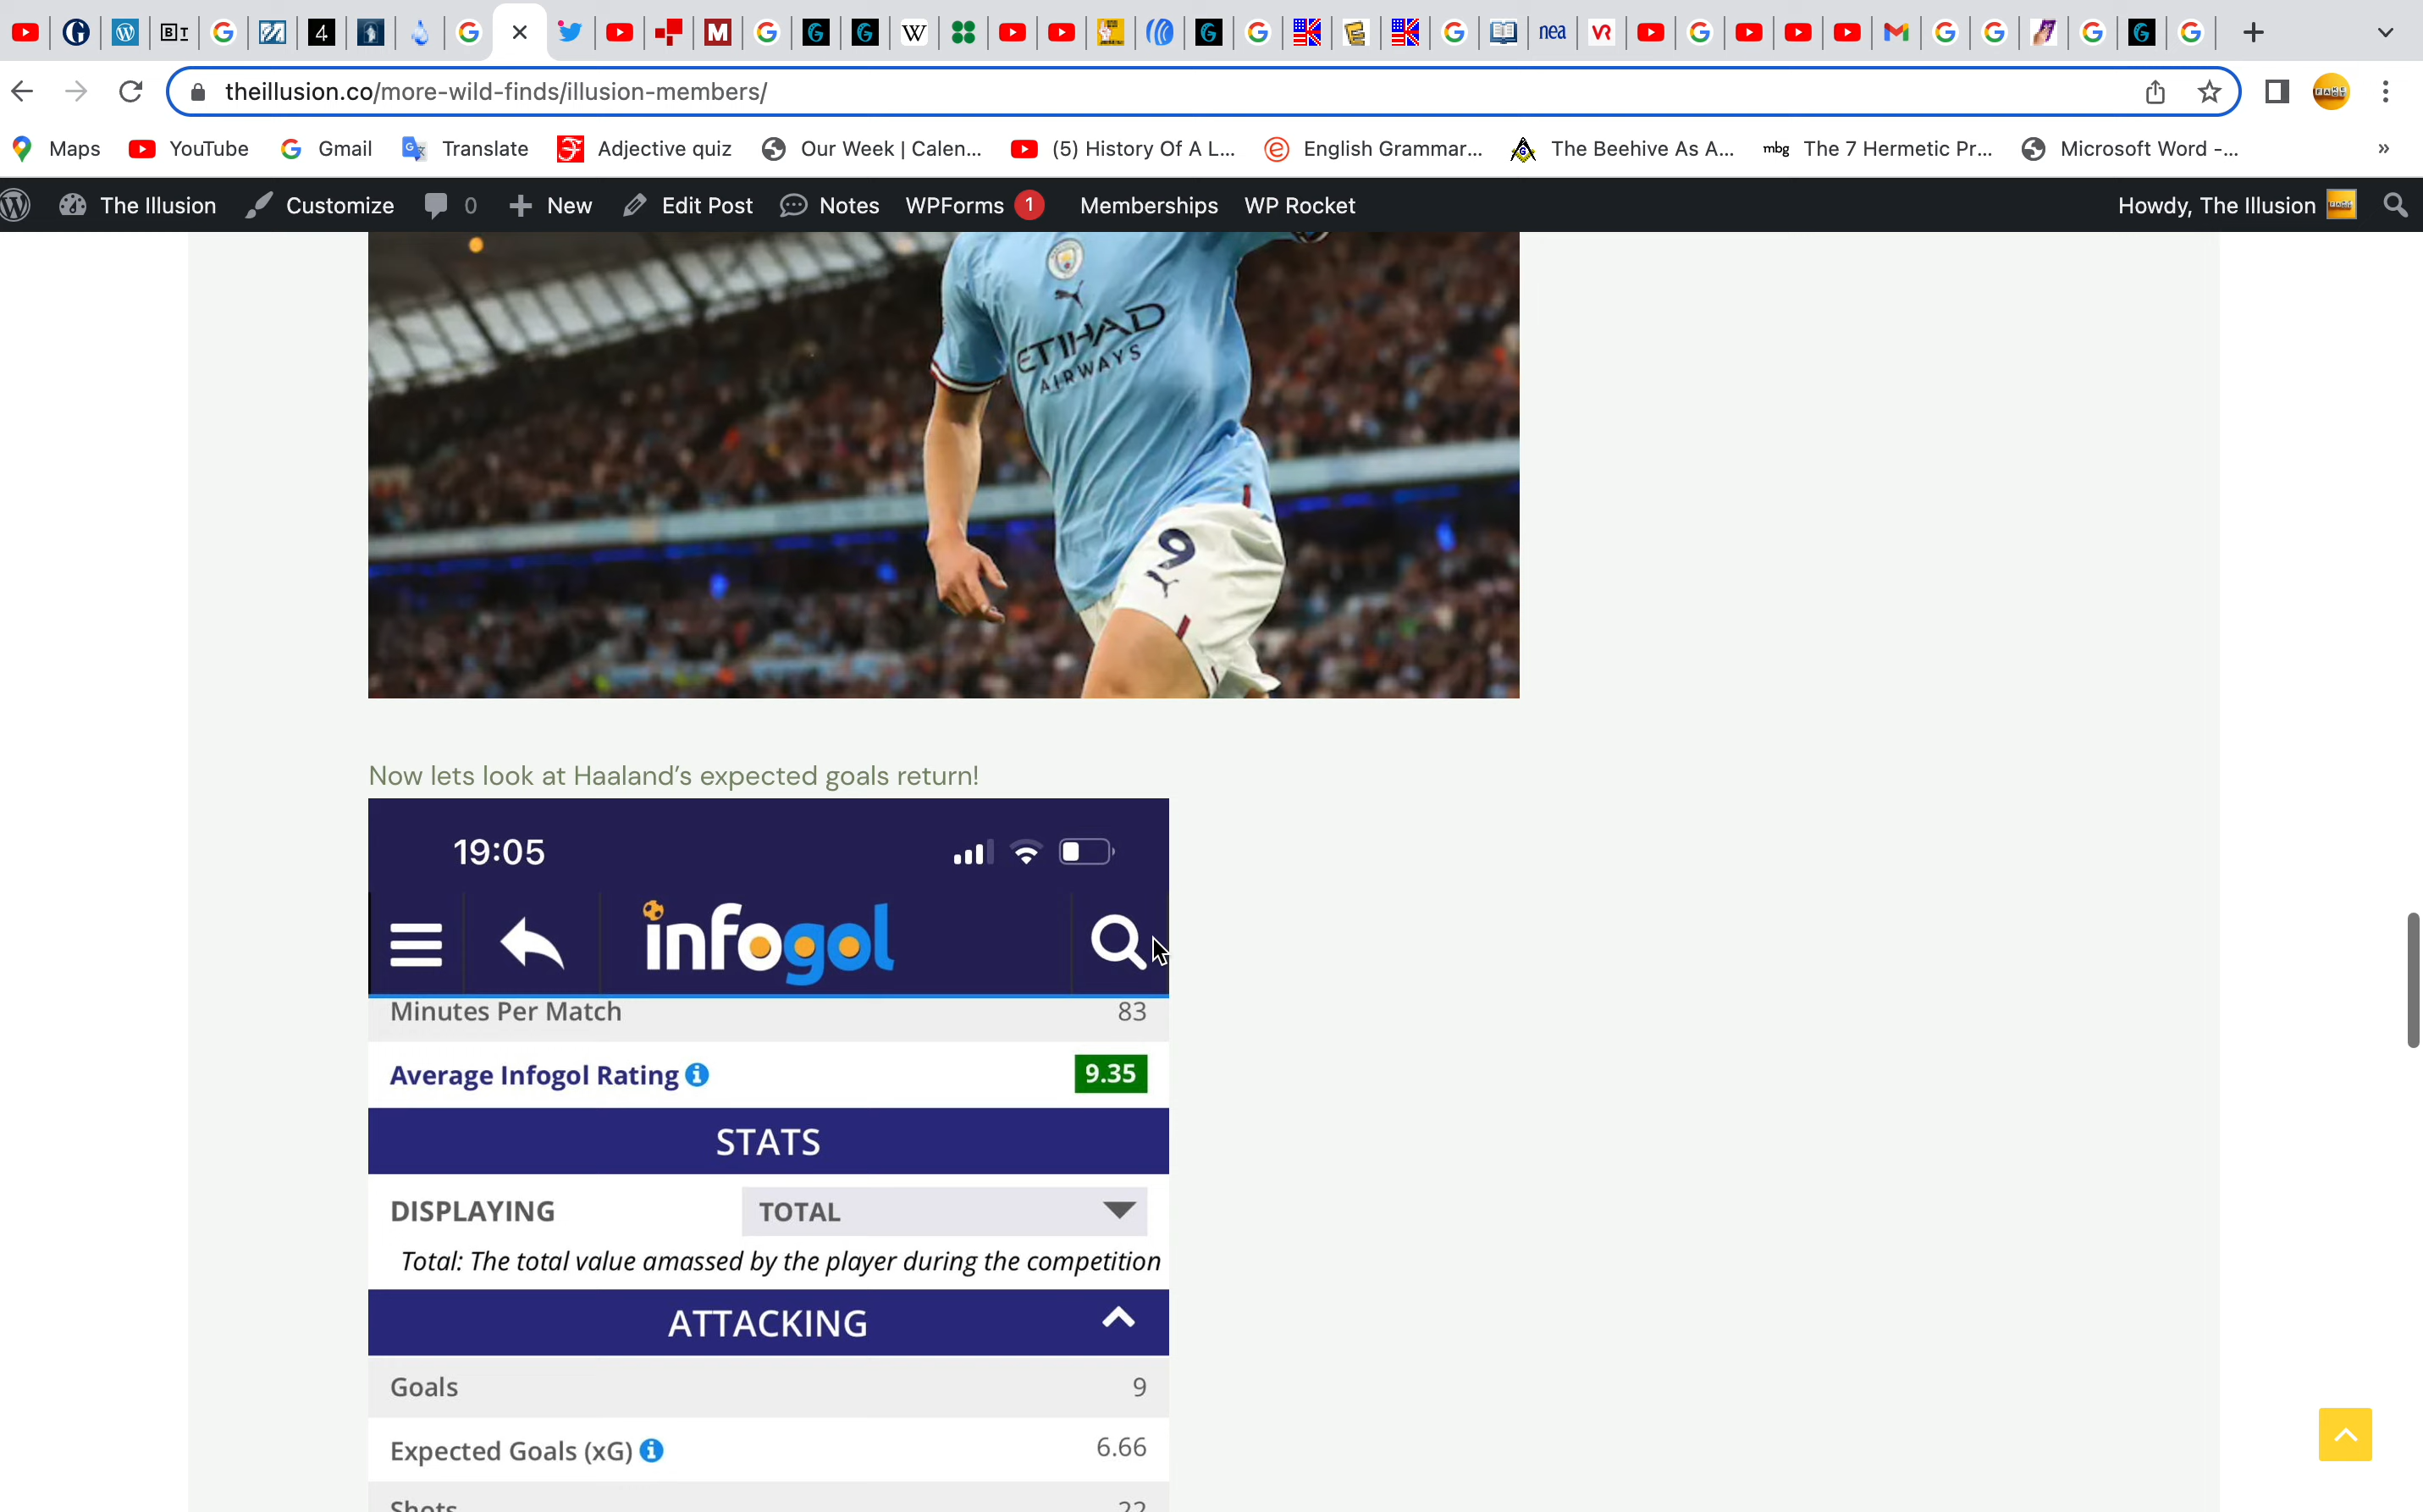 theillusion.co/more-wild-finds/illusion-members/
Maps YouTube Gmail Translate Adjective quiz Our Week | Calen... (5) History Of A L... English Grammar... The Beehive As A... mbg The 7 Hermetic Pr... Microsoft Word -... »
The Illusion Customize 0 New Edit Post Notes WPForms 1 Memberships WP Rocket Howdy, The Illusion
ETIHAD
AIRWAYS
9
Now lets look at Haaland’s expected goals return!
19:05
infogol
Minutes Per Match 83
Average Infogol Rating 9.35
STATS
DISPLAYING TOTAL
Total: The total value amassed by the player during the competition
ATTACKING
Goals 9
Expected Goals (xG) 6.66
Shots 22